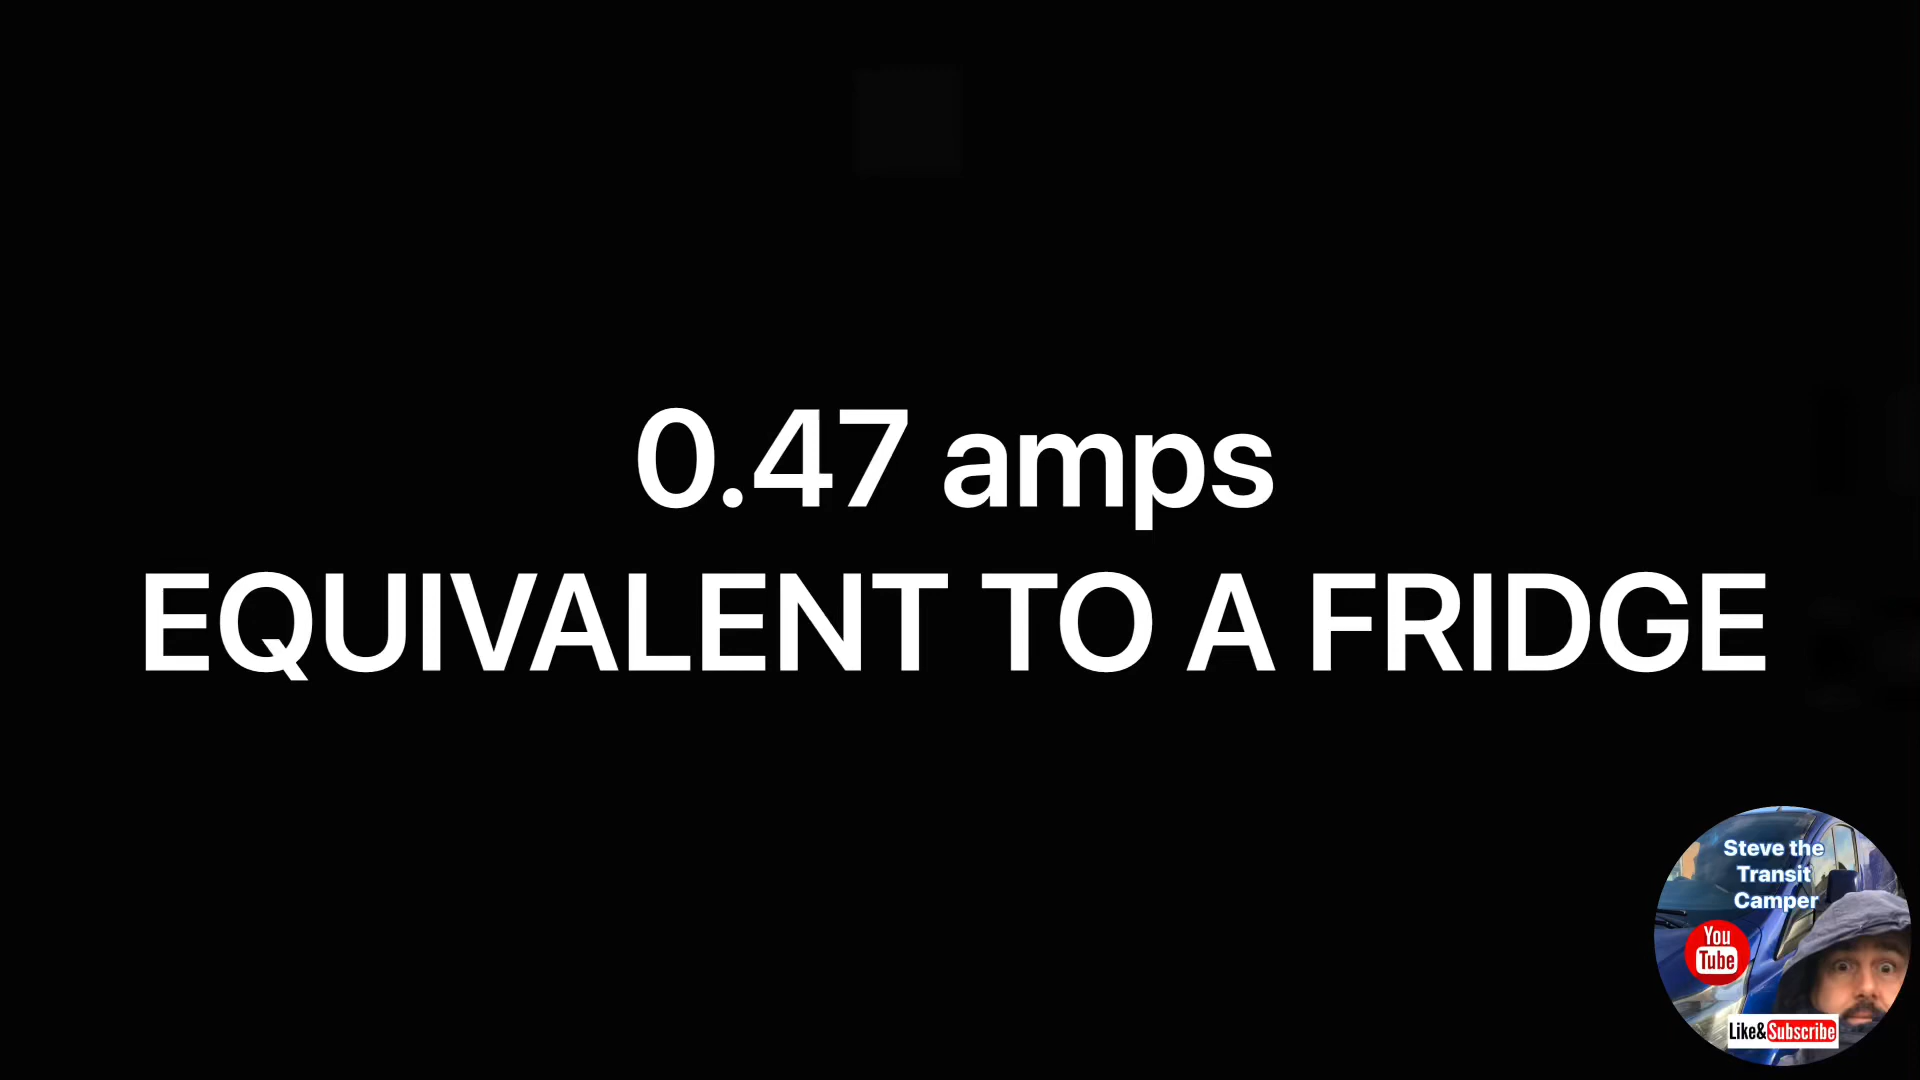 0.47 amps
EQUIVALENT TO A FRIDGE
Steve the
Transit
Camper
You
Tube
Like&Subscribe